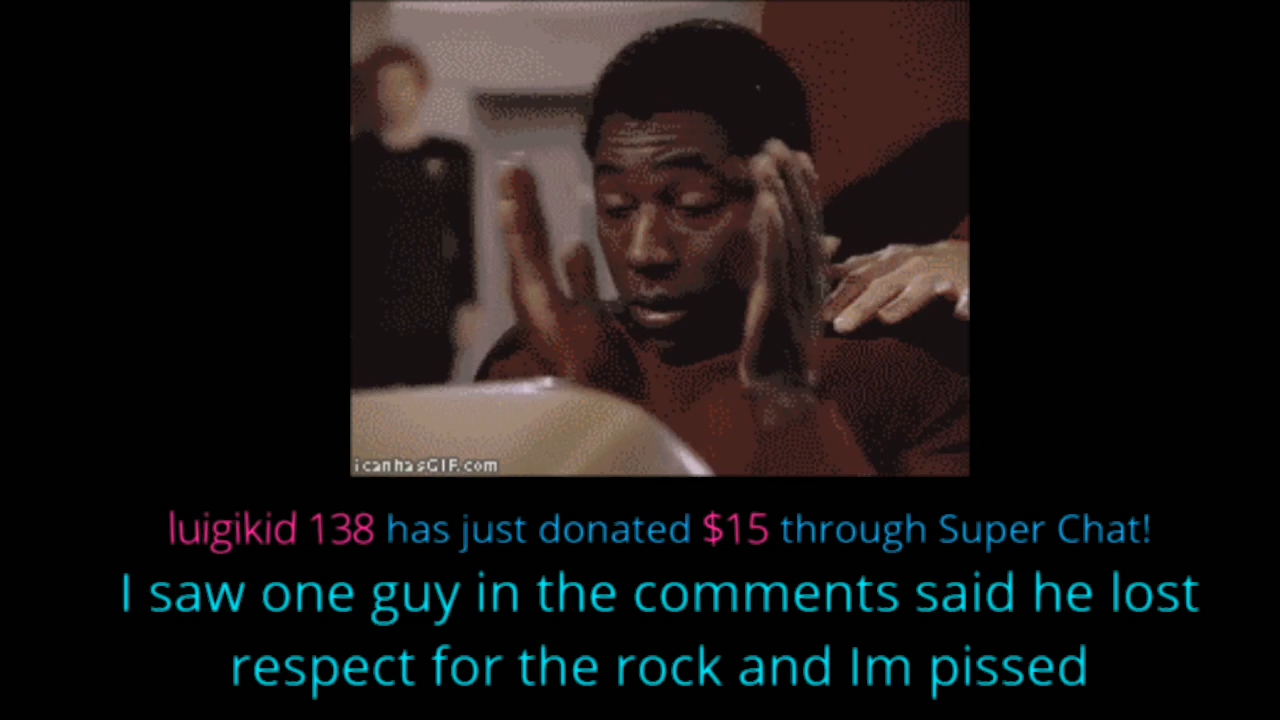 icanhasGIF.com
luigikid 138 has just donated $15 through Super Chat!
I saw one guy in the comments said he lost
respect for the rock and Im pissed